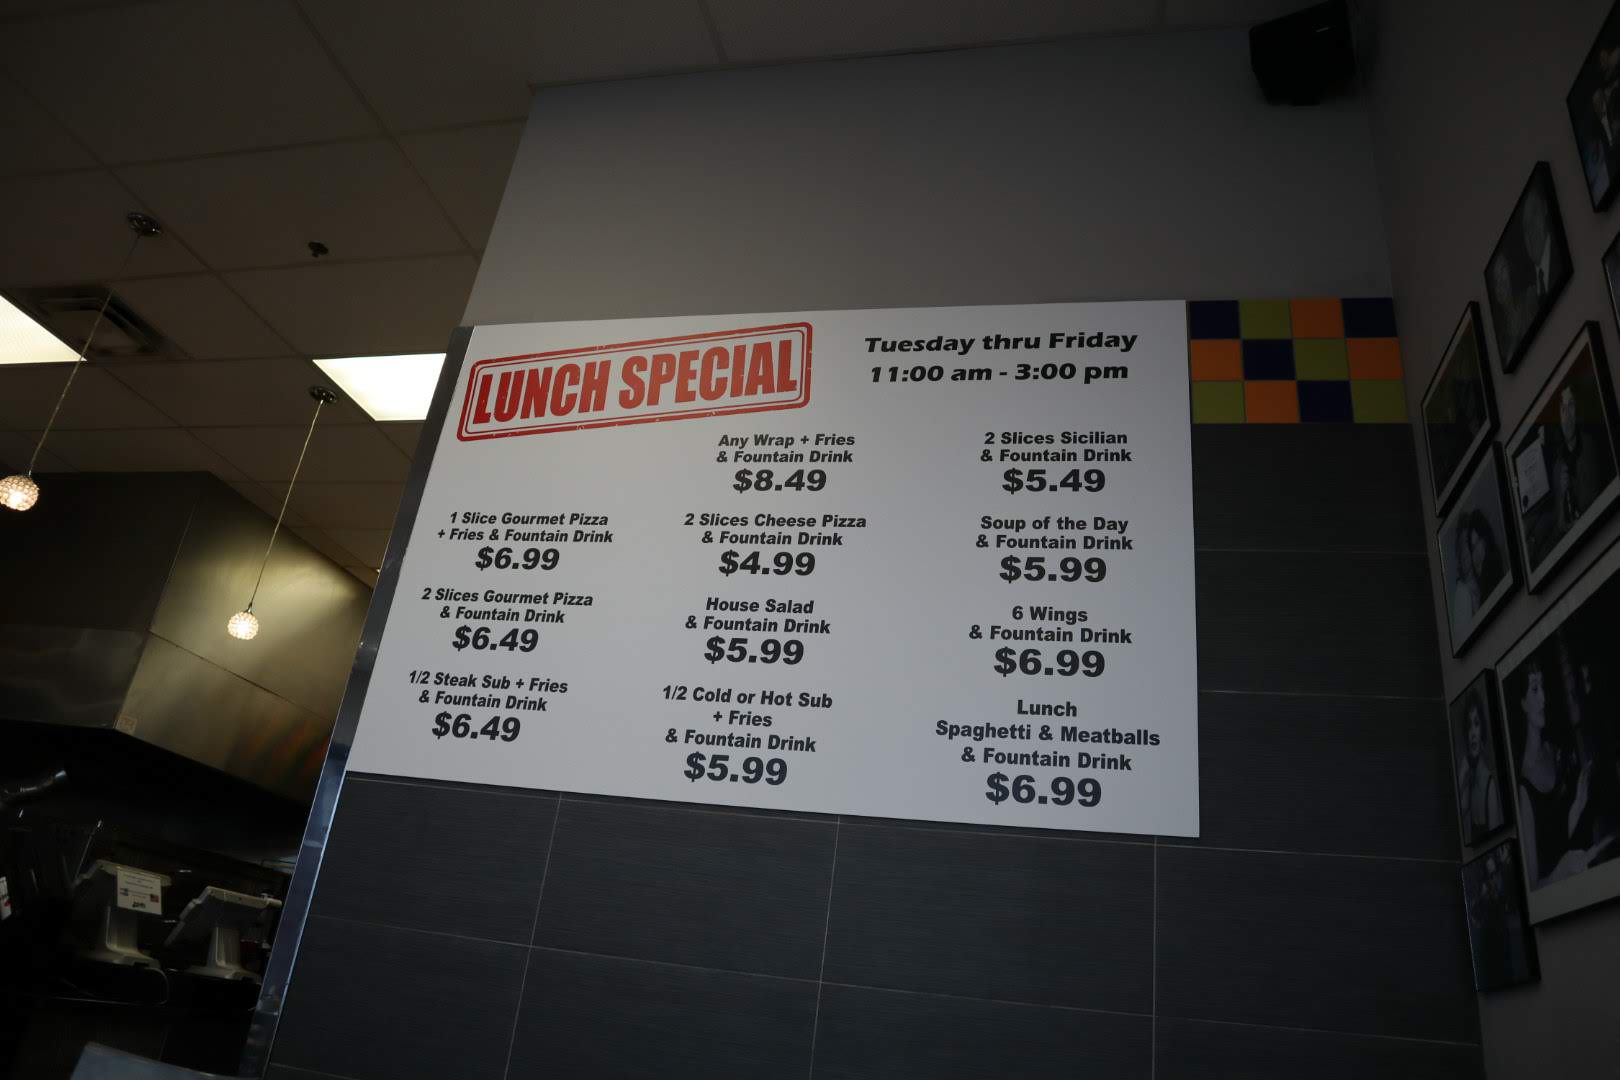 LUNCH SPECIAL
Tuesday thru Friday
11:00 am - 3:00 pm
1 Slice Gourmet Pizza
+ Fries & Fountain Drink
$6.99
2 Slices Gourmet Pizza
& Fountain Drink
$6.49
1/2 Steak Sub + Fries
& Fountain Drink
$6.49
Any Wrap + Fries
& Fountain Drink
$8.49
2 Slices Cheese Pizza
& Fountain Drink
$4.99
House Salad
& Fountain Drink
$5.99
1/2 Cold or Hot Sub
+ Fries
& Fountain Drink
$5.99
2 Slices Sicilian
& Fountain Drink
$5.49
Soup of the Day
& Fountain Drink
$5.99
6 Wings
& Fountain Drink
$6.99
Lunch
Spaghetti & Meatballs
& Fountain Drink
$6.99